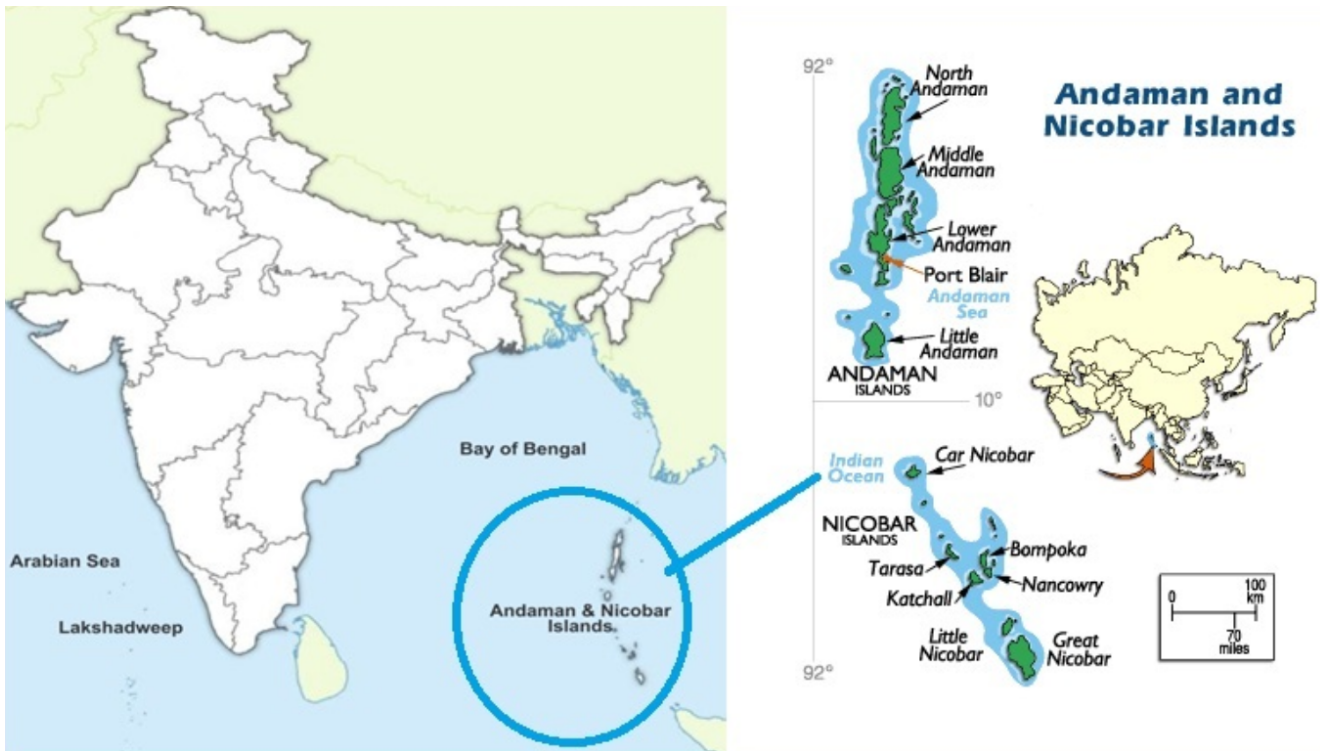 Bay of Bengal
Arabian Sea
Lakshadweep
Andaman & Nicobar
Islands
Andaman and
Nicobar Islands
92°
North
Andaman
Middle
Andaman
Lower
Andaman
Port Blair
Andaman
Sea
Little
Andaman
ANDAMAN
ISLANDS
10°
Indian
Ocean
Car Nicobar
NICOBAR
ISLANDS
Bompoka
Tarasa
Nancowry
Katchall
Little
Nicobar
Great
Nicobar
92°
0
100
km
70
miles